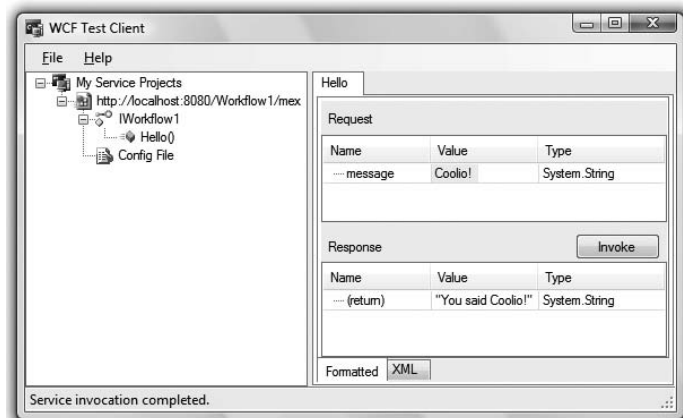 WCF Test Client
File Help
My Service Projects
http://localhost:8080/Workflow1/mex
IWorkflow1
Hello()
Config File
Hello
Request
Name Value Type
message Coolio! System.String
Response Invoke
Name Value Type
(return) "You said Coolio!" System.String
Formatted XML
Service invocation completed.